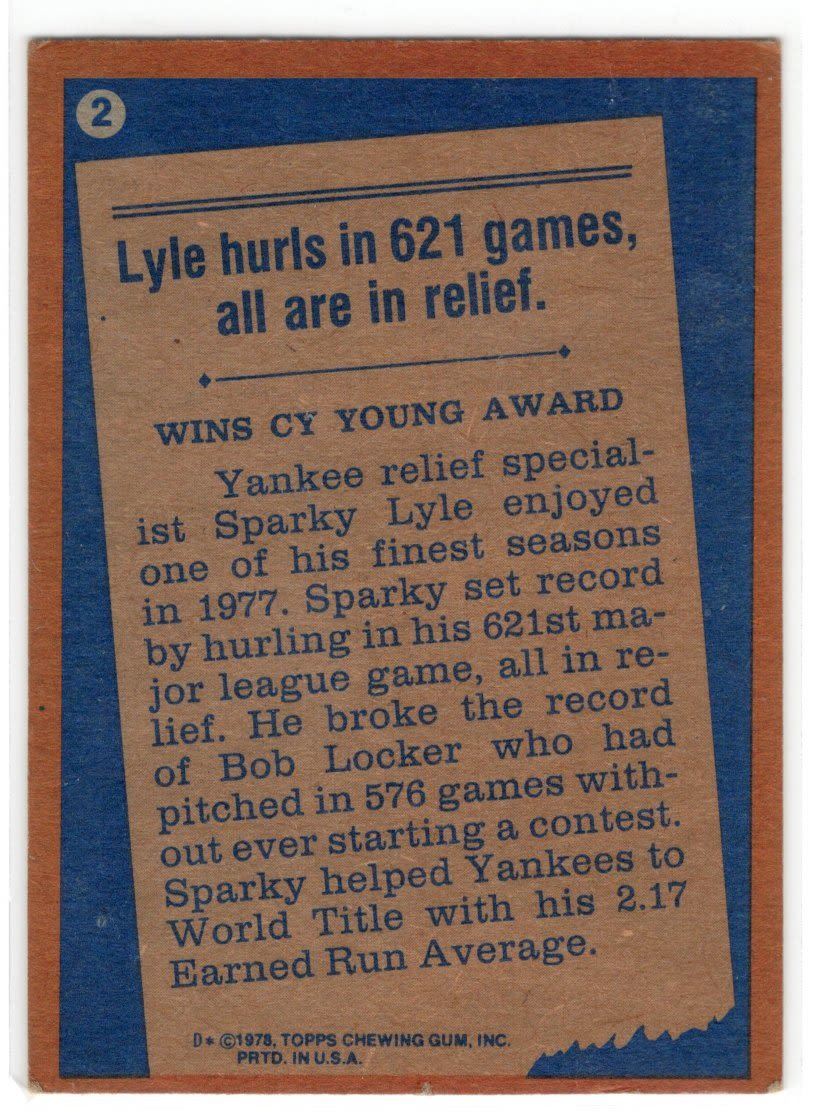 2
Lyle hurls in 621 games,
all are in relief.
WINS CY YOUNG AWARD
Yankee relief special-
ist Sparky Lyle enjoyed
one of his finest seasons
in 1977. Sparky set record
by hurling in his 621st ma-
jor league game, all in re-
lief. He broke the record
of Bob Locker who had
pitched in 576 games with-
out ever starting a contest.
Sparky helped Yankees to
World Title with his 2.17
Earned Run Average.
D* ©1978, TOPPS CHEWING GUM, INC.
PRTD. IN U.S.A.